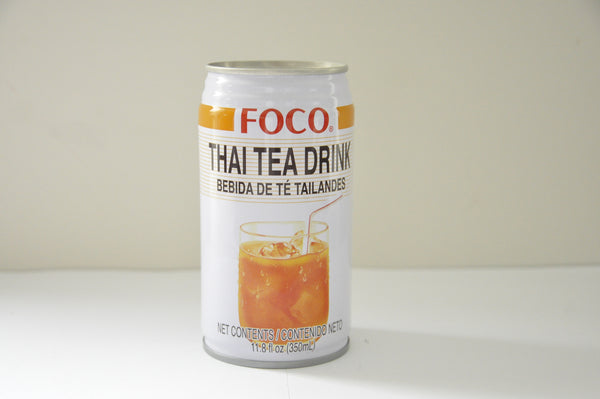 FOCO®
THAI TEA DRINK
BEBIDA DE TÉ TAILANDES
NET CONTENTS / CONTENIDO NETO
11.8 fl oz (350mL)